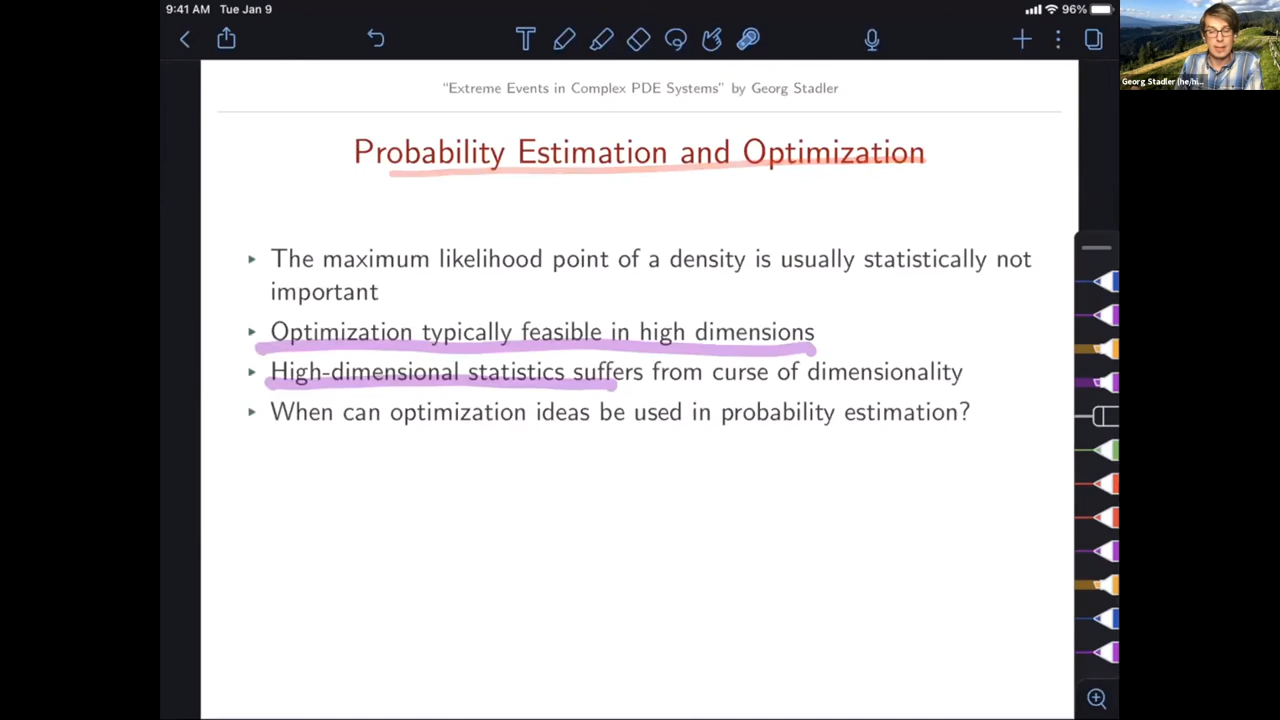 9:41 AM Tue Jan 9
96%
Georg Stadler (he/hi...
“Extreme Events in Complex PDE Systems” by Georg Stadler
Probability Estimation and Optimization
▸ The maximum likelihood point of a density is usually statistically not
important
▸ Optimization typically feasible in high dimensions
▸ High-dimensional statistics suffers from curse of dimensionality
▸ When can optimization ideas be used in probability estimation?